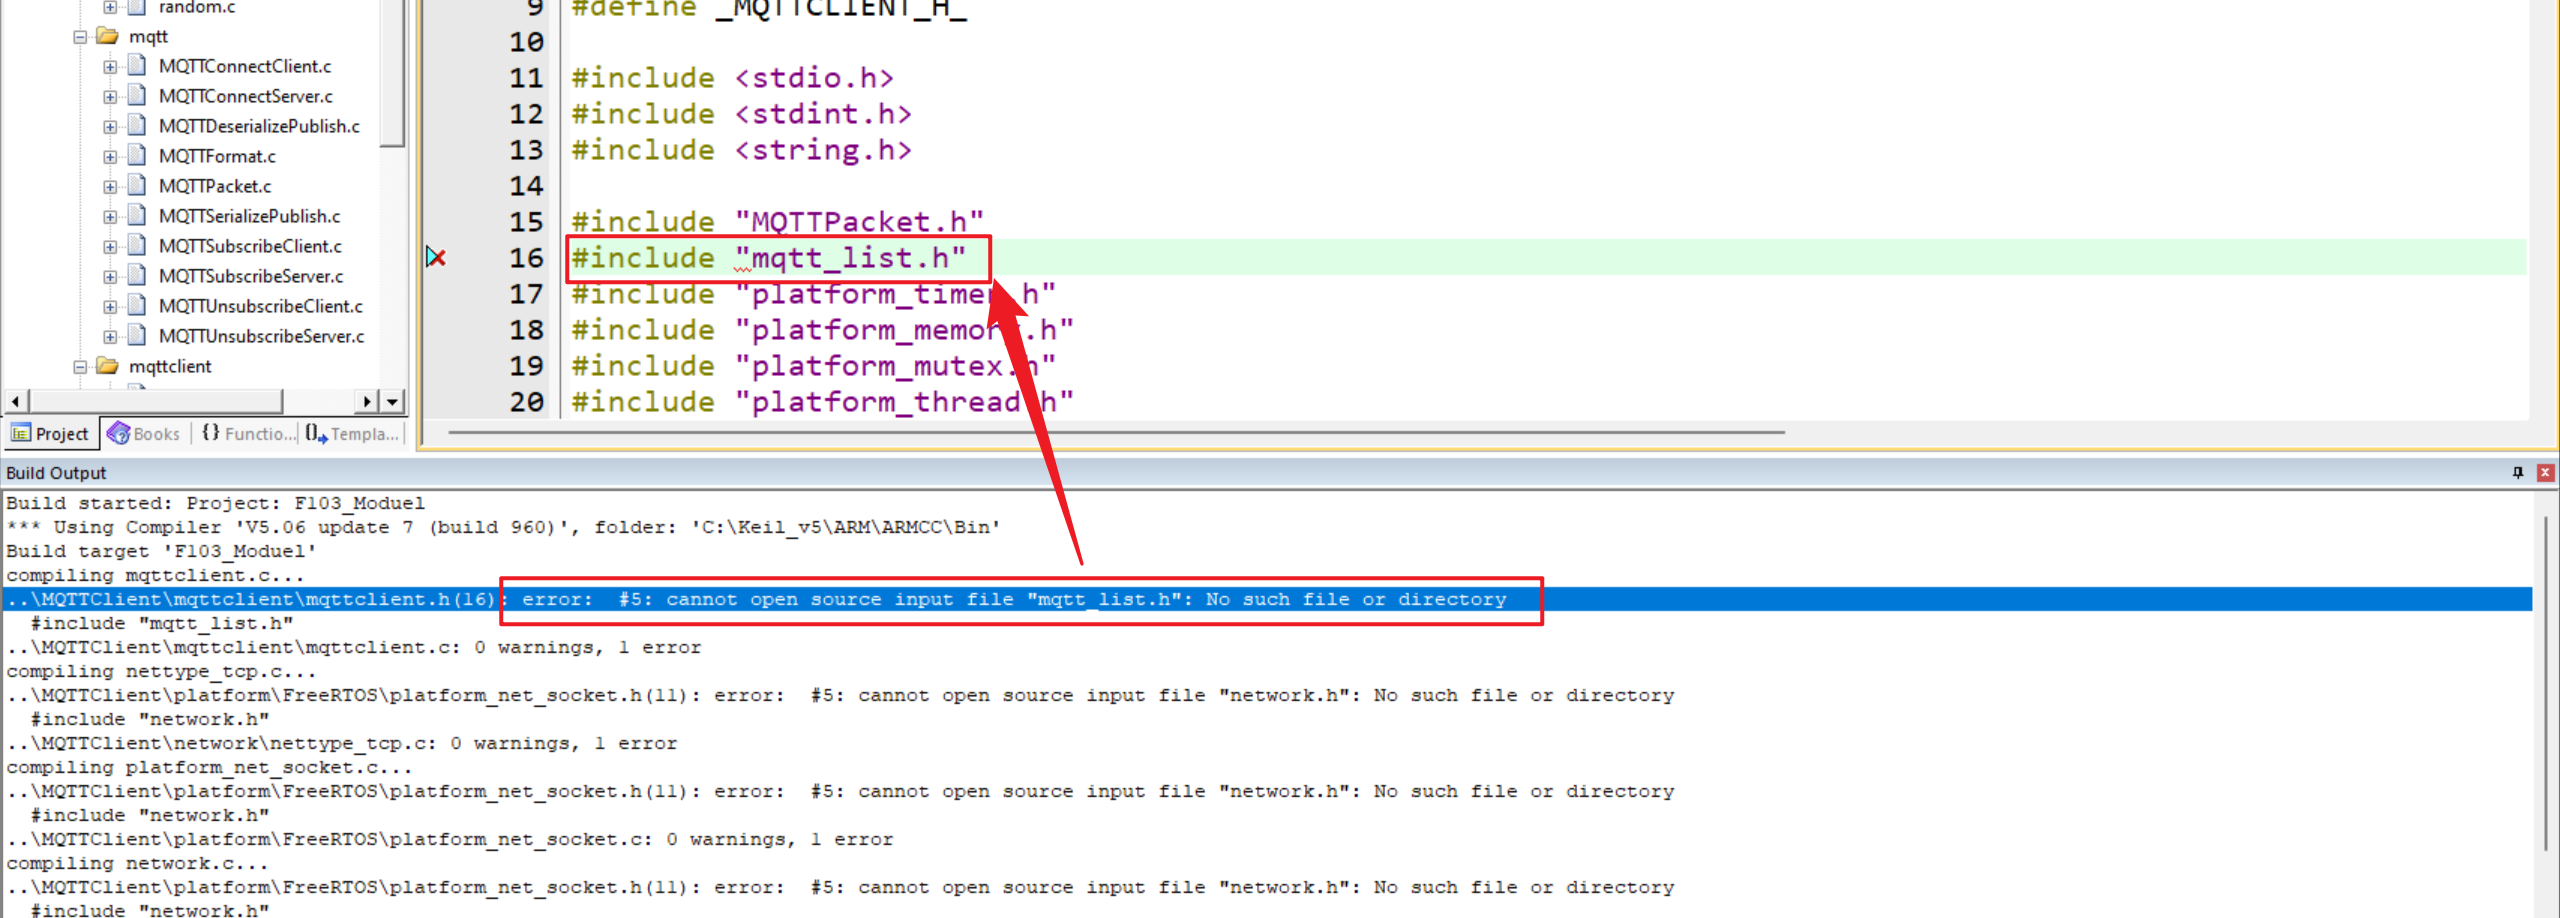 random.c
mqtt
MQTTConnectClient.c
MQTTConnectServer.c
MQTTDeserializePublish.c
MQTTFormat.c
MQTTPacket.c
MQTTSerializePublish.c
MQTTSubscribeClient.c
MQTTSubscribeServer.c
MQTTUnsubscribeClient.c
MQTTUnsubscribeServer.c
mqttclient
Project Books {} Functio... Templa...
9 #define _MQTTCLIENT_H_
10
11 #include <stdio.h>
12 #include <stdint.h>
13 #include <string.h>
14
15 #include "MQTTPacket.h"
16 #include "mqtt_list.h"
17 #include "platform_timer.h"
18 #include "platform_memory.h"
19 #include "platform_mutex.h"
20 #include "platform_thread.h"
Build Output
Build started: Project: F103_Moduel
*** Using Compiler 'V5.06 update 7 (build 960)', folder: 'C:\Keil_v5\ARM\ARMCC\Bin'
Build target 'F103_Moduel'
compiling mqttclient.c...
..\MQTTClient\mqttclient\mqttclient.h(16): error:  #5: cannot open source input file "mqtt_list.h": No such file or directory
#include "mqtt_list.h"
..\MQTTClient\mqttclient\mqttclient.c: 0 warnings, 1 error
compiling nettype_tcp.c...
..\MQTTClient\platform\FreeRTOS\platform_net_socket.h(11): error:  #5: cannot open source input file "network.h": No such file or directory
#include "network.h"
..\MQTTClient\network\nettype_tcp.c: 0 warnings, 1 error
compiling platform_net_socket.c...
..\MQTTClient\platform\FreeRTOS\platform_net_socket.h(11): error:  #5: cannot open source input file "network.h": No such file or directory
#include "network.h"
..\MQTTClient\platform\FreeRTOS\platform_net_socket.c: 0 warnings, 1 error
compiling network.c...
..\MQTTClient\platform\FreeRTOS\platform_net_socket.h(11): error:  #5: cannot open source input file "network.h": No such file or directory
#include "network.h"